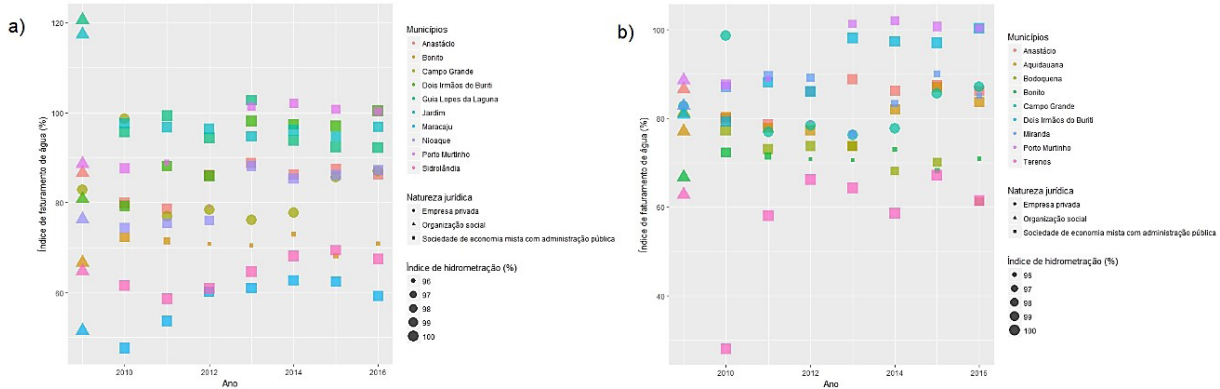 a)
120
100
80
60
Índice de faturamento de água (%)
2010
2012
2014
2016
Ano
Municípios
Anastácio
Bonito
Campo Grande
Dois Irmãos do Buriti
Guia Lopes da Laguna
Jardim
Maracaju
Nioaque
Porto Murtinho
Sidrolândia
Natureza jurídica
Empresa privada
Organização social
Sociedade de economia mista com administração pública
Índice de hidrometração (%)
96
97
98
99
100
b)
100
80
60
40
Índice de faturamento de água (%)
2010
2012
2014
2016
Ano
Municípios
Anastácio
Aquidauana
Bodoquena
Bonito
Campo Grande
Dois Irmãos do Buriti
Miranda
Porto Murtinho
Terenos
Natureza jurídica
Empresa privada
Organização social
Sociedade de economia mista com administração pública
Índice de hidrometração (%)
96
97
98
99
100